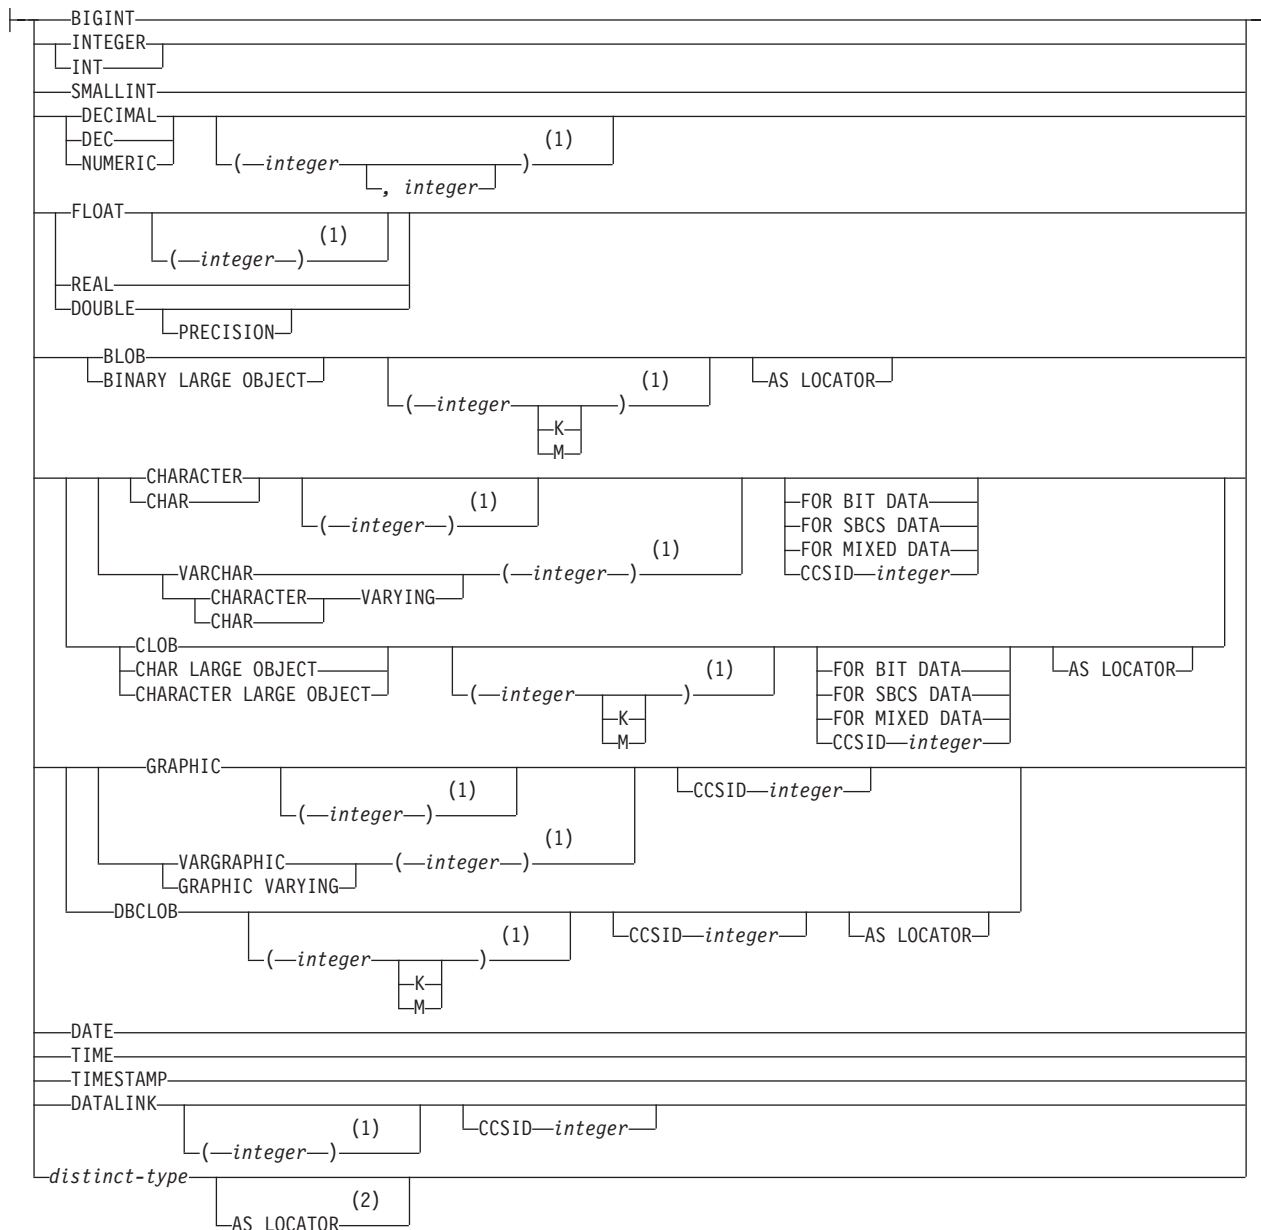 BIGINT
INTEGER
INT
SMALLINT
DECIMAL
DEC (1)
NUMERIC ( integer )
, integer
FLOAT
(1)
( integer )
REAL
DOUBLE
PRECISION
BLOB
BINARY LARGE OBJECT (1) AS LOCATOR
( integer )
K
M
CHARACTER
CHAR (1) FOR BIT DATA
( integer ) FOR SBCS DATA
(1) FOR MIXED DATA
VARCHAR ( integer ) CCSID integer
CHARACTER VARYING
CHAR
CLOB
CHAR LARGE OBJECT (1) FOR BIT DATA AS LOCATOR
CHARACTER LARGE OBJECT ( integer ) FOR SBCS DATA
K FOR MIXED DATA
M CCSID integer
GRAPHIC
(1) CCSID integer
( integer )
(1)
VARGRAPHIC ( integer )
GRAPHIC VARYING
DBCLOB
(1) CCSID integer AS LOCATOR
( integer )
K
M
DATE
TIME
TIMESTAMP
DATALINK
(1) CCSID integer
( integer )
distinct-type
(2)
AS LOCATOR